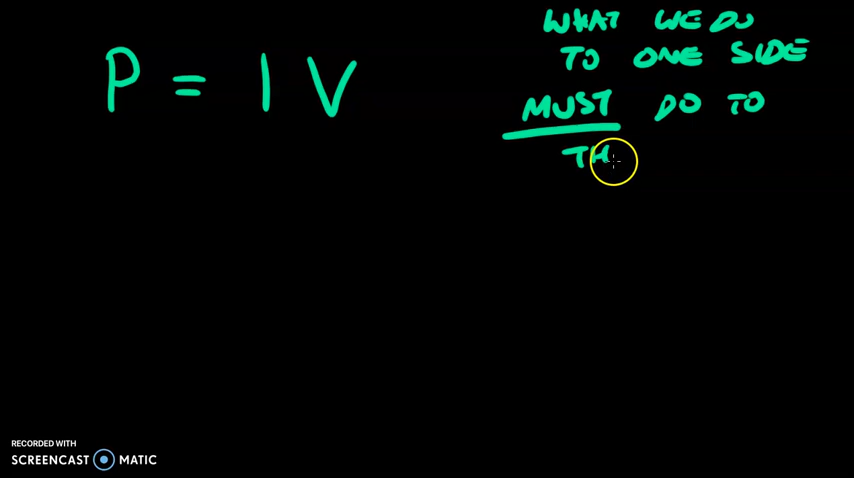 P = I V
WHAT WE DO
TO ONE SIDE
MUST DO TO
TH
RECORDED WITH
SCREENCAST MATIC